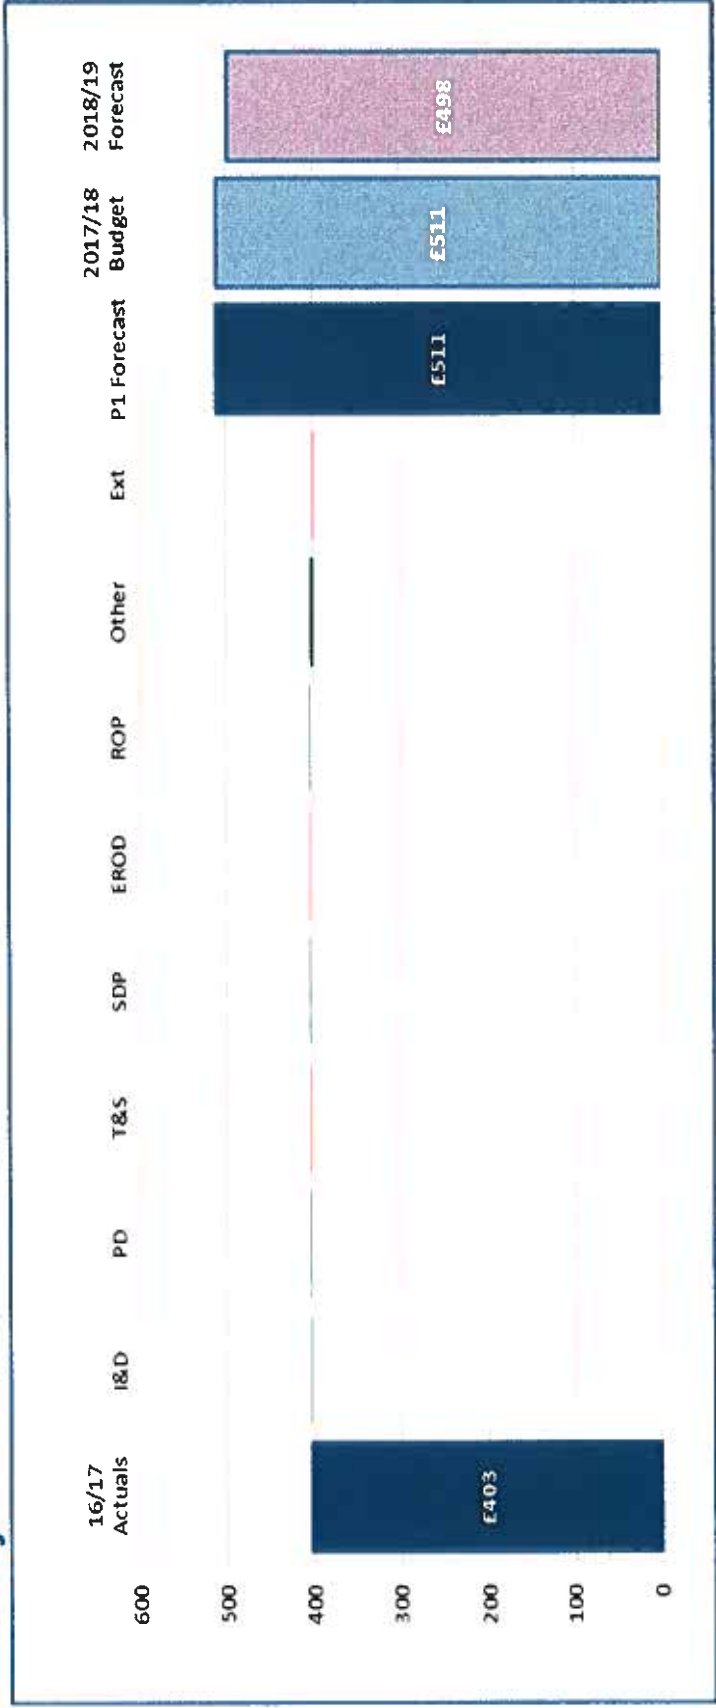 16/17
Actuals
I&D
PD
T&S
SDP
EROD
ROP
Other
Ext
P1 Forecast
2017/18
Budget
2018/19
Forecast
600
500
400
300
200
100
0
£403
£511
£511
£498